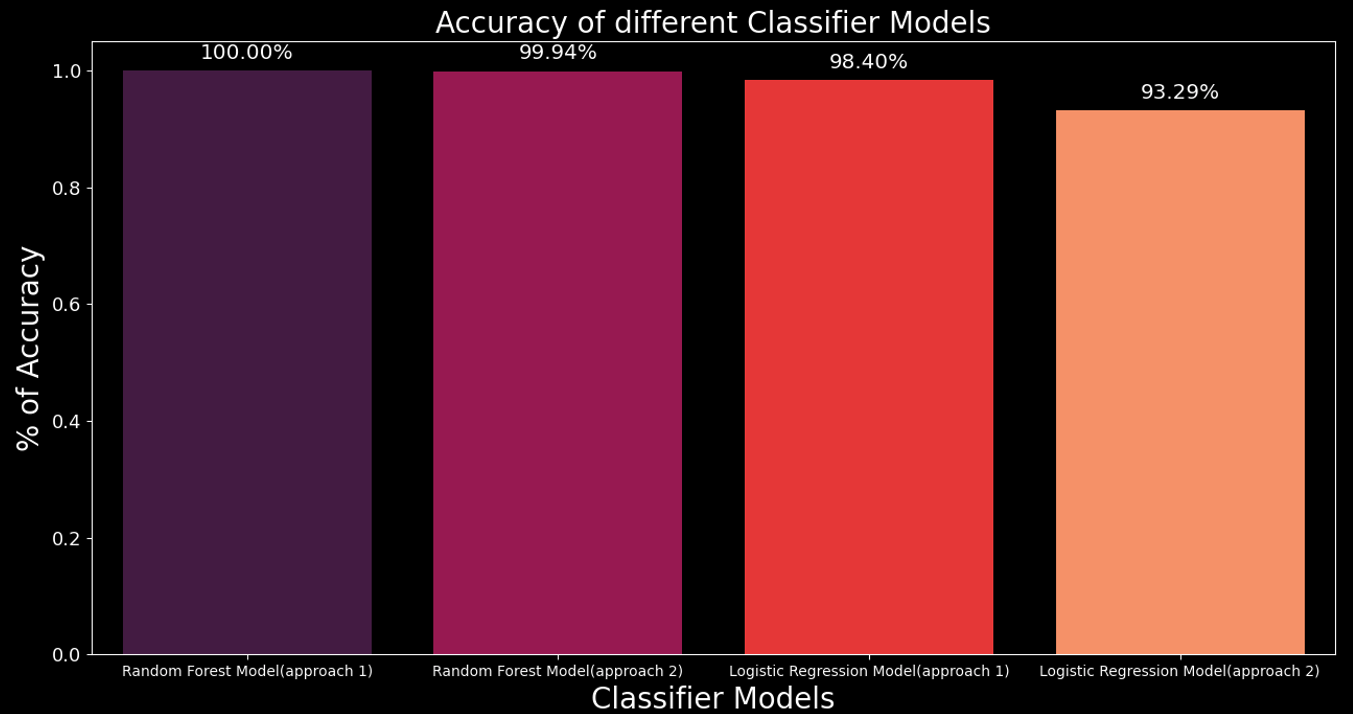 Accuracy of different Classifier Models
100.00%
99.94%
98.40%
93.29%
1.0
0.8
0.6
0.4
0.2
0.0
% of Accuracy
Random Forest Model(approach 1)
Random Forest Model(approach 2)
Logistic Regression Model(approach 1)
Logistic Regression Model(approach 2)
Classifier Models